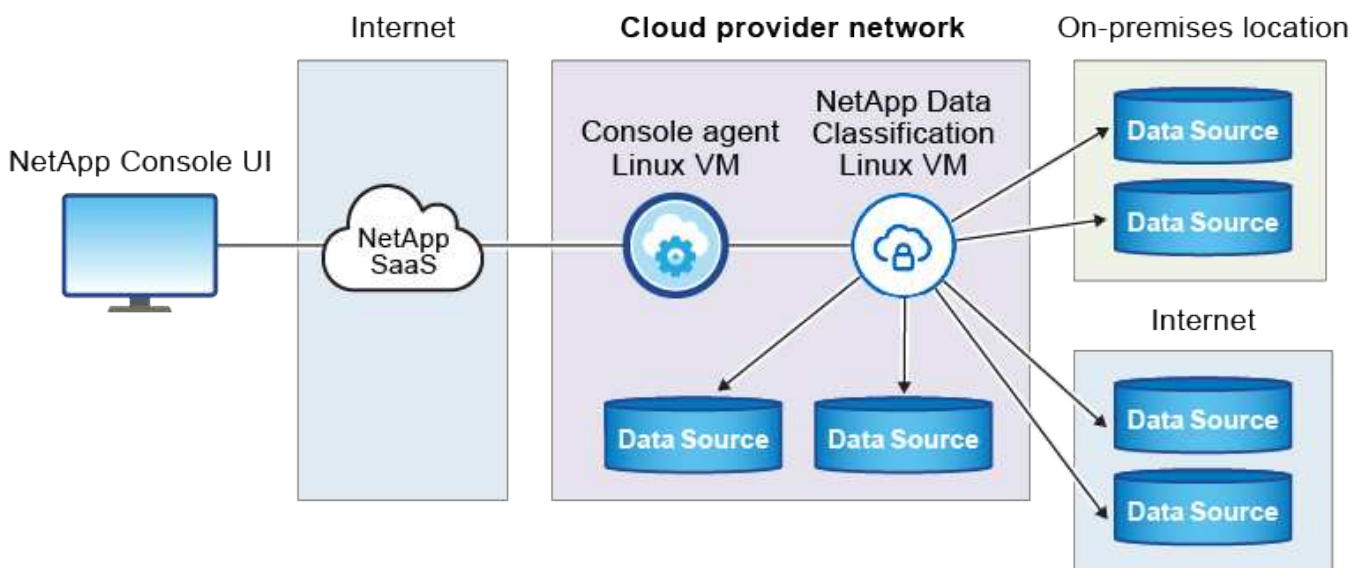 Internet
Cloud provider network
On-premises location
NetApp Console UI
NetApp
SaaS
Console agent
Linux VM
NetApp Data
Classification
Linux VM
Data Source
Data Source
Data Source
Data Source
Internet
Data Source
Data Source